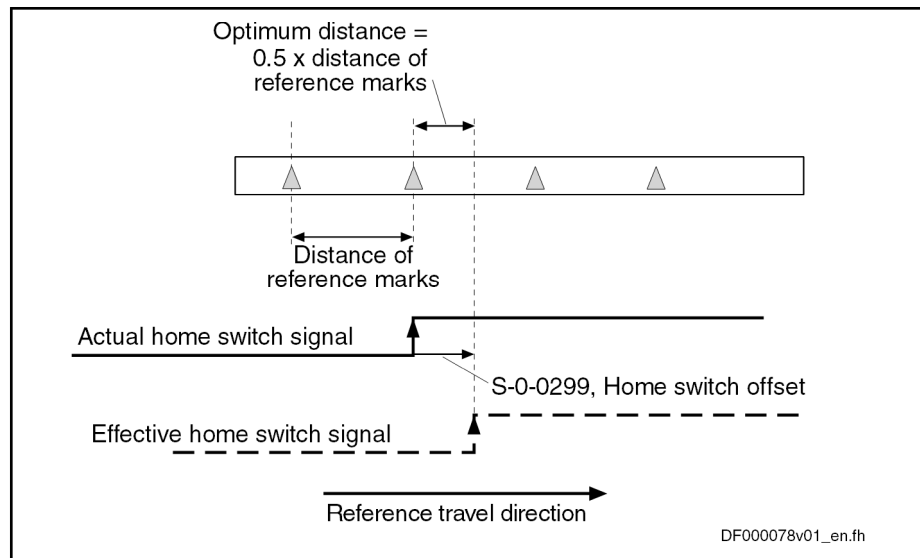 Optimum distance =
0.5 x distance of
reference marks
Distance of
reference marks
Actual home switch signal
S-0-0299, Home switch offset
Effective home switch signal
Reference travel direction
DF000078v01_en.fh